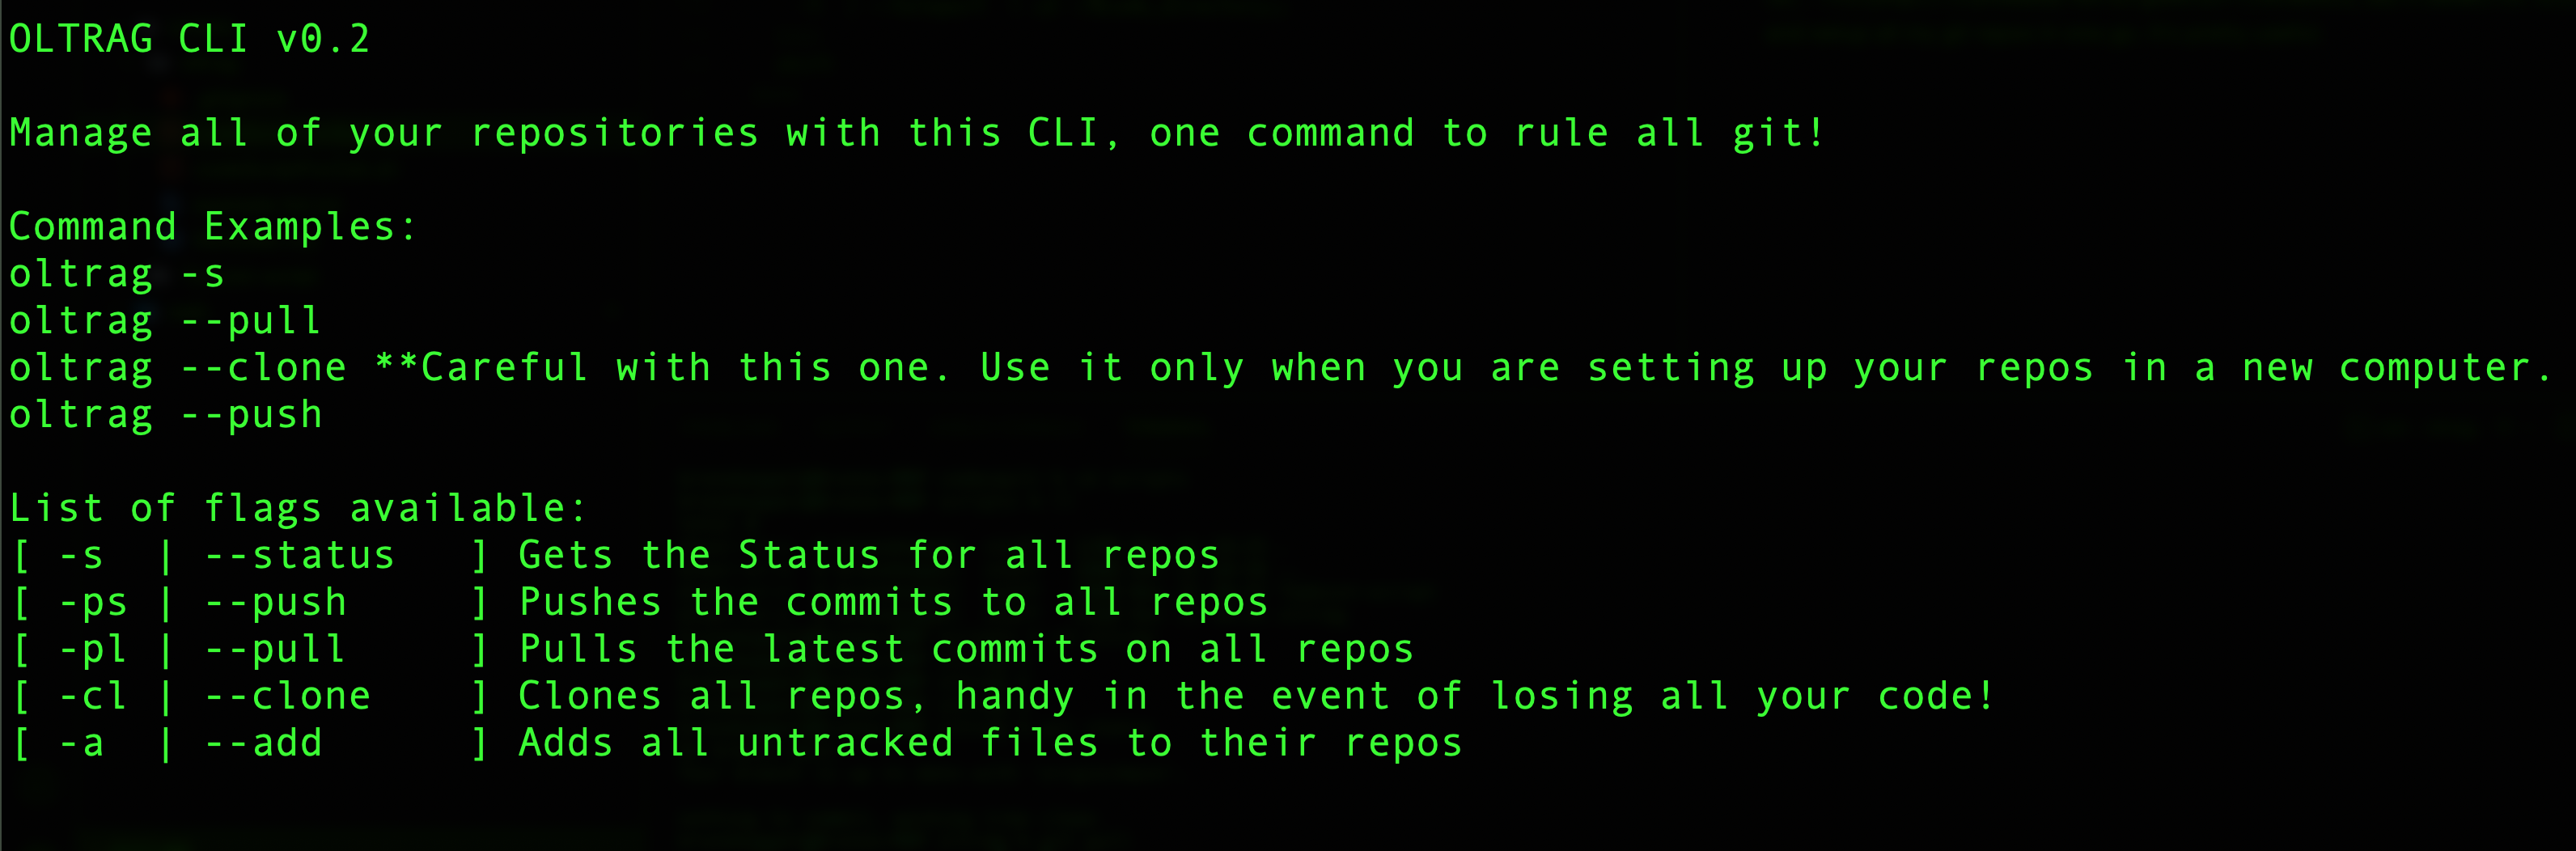 OLTRAG CLI v0.2
Manage all of your repositories with this CLI, one command to rule all git!
Command Examples:
oltrag -s
oltrag --pull
oltrag --clone **Careful with this one. Use it only when you are setting up your repos in a new computer.
oltrag --push
List of flags available:
[ -s  | --status   ] Gets the Status for all repos
[ -ps | --push     ] Pushes the commits to all repos
[ -pl | --pull     ] Pulls the latest commits on all repos
[ -cl | --clone    ] Clones all repos, handy in the event of losing all your code!
[ -a  | --add      ] Adds all untracked files to their repos